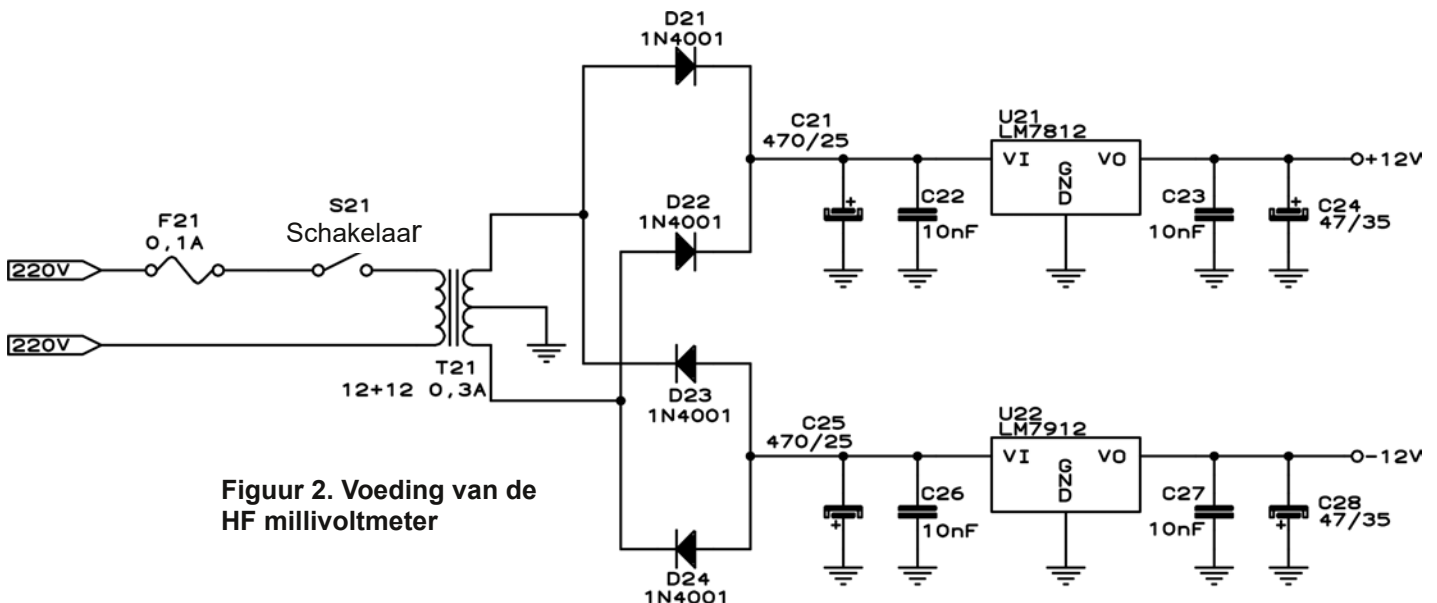 D21
1N4001
C21
470/25
U21
LM7812
VI
GND
VO
+12V
D22
1N4001
+
C22
10nF
C23
10nF
+
C24
47/35
F21
0,1A
S21
Schakelaar
220V
220V
T21
12+12 0,3A
D23
1N4001
C25
470/25
U22
LM7912
VI
GND
VO
-12V
+
C26
10nF
C27
10nF
+
C28
47/35
D24
1N4001
Figuur 2. Voeding van de
HF millivoltmeter